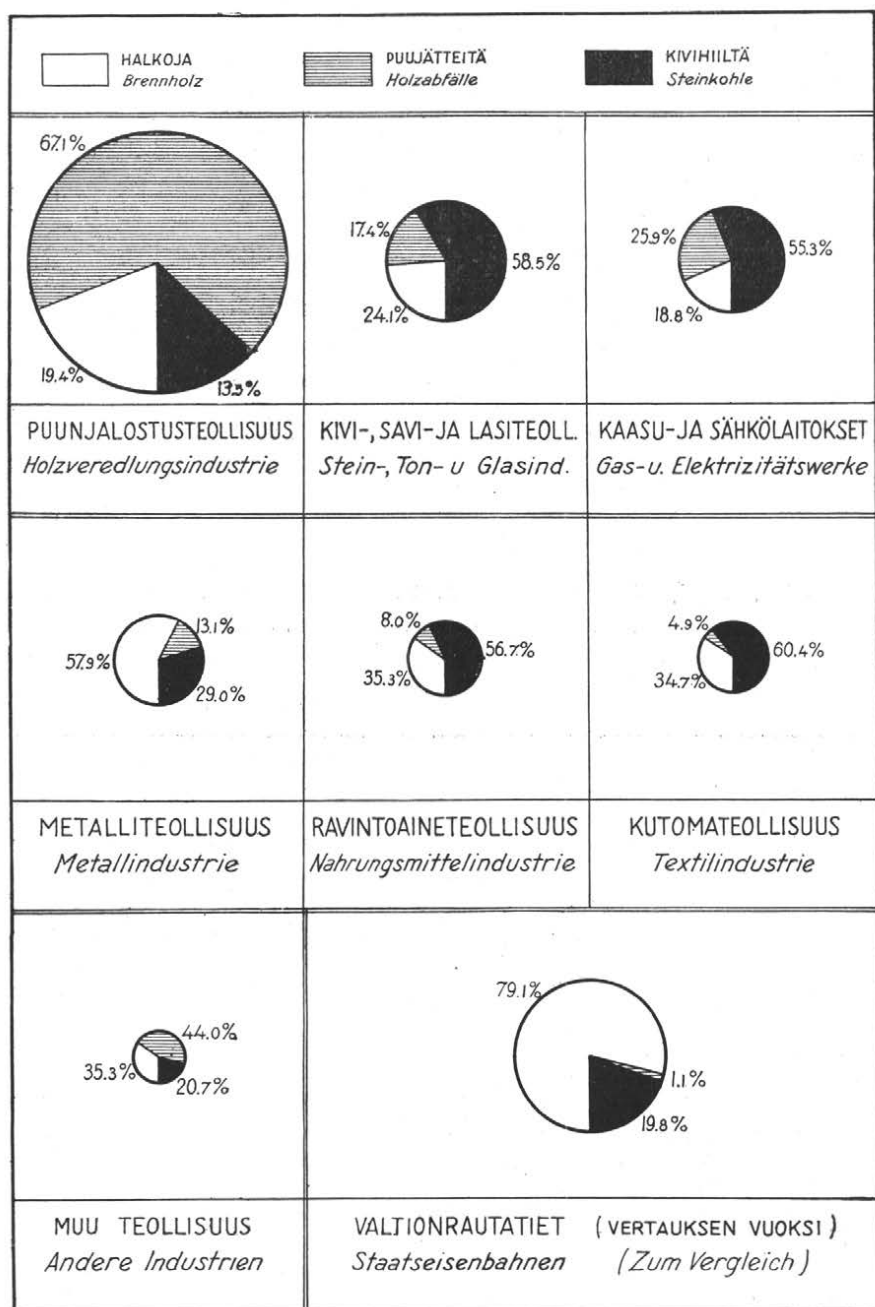 HALKOJA
Brennholz
PUUJÄTTEITÄ
Holzabfälle
KIVIHIILTÄ
Steinkohle
67.1%
19.4%
13.5%
PUUNJALOSTUSTEOLLISUUS
Holzveredlungsindustrie
17.4%
58.5%
24.1%
KIVI-, SAVI-JA LASITEOLL.
Stein-, Ton- u Glasind.
25.9%
55.3%
18.8%
KAASU-JA SÄHKÖLAITOKSET
Gas-u. Elektrizitätswerke
13.1%
57.9%
29.0%
METALLITEOLLISUUS
Metallindustrie
8.0%
56.7%
35.3%
RAVINTOAINETEOLLISUUS
Nahrungsmittelindustrie
4.9%
60.4%
34.7%
KUTOMATEOLLISUUS
Textilindustrie
44.0%
35.3%
20.7%
MUU TEOLLISUUS
Andere Industrien
79.1%
1.1%
19.8%
VALTIONRAUTATIET (VERTAUKSEN VUOKSI)
Staatseisenbahnen (Zum Vergleich)